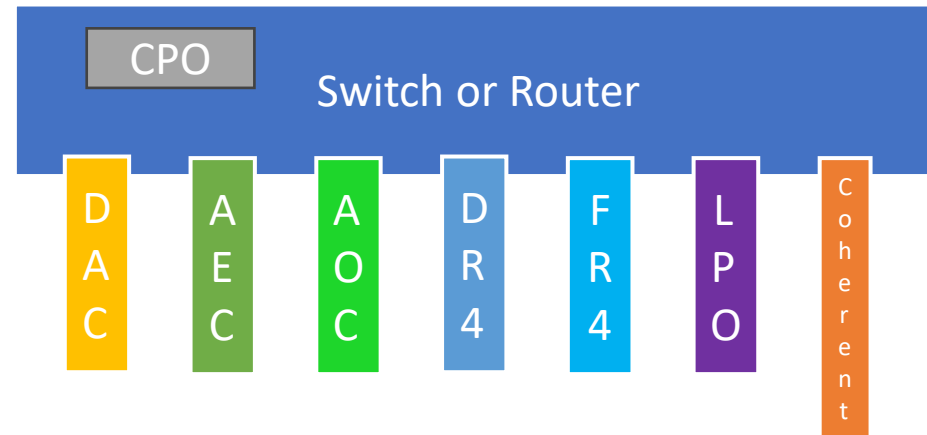 CPO
Switch or Router
DAC
AEC
AOC
DR4
FR4
LPO
Coherent